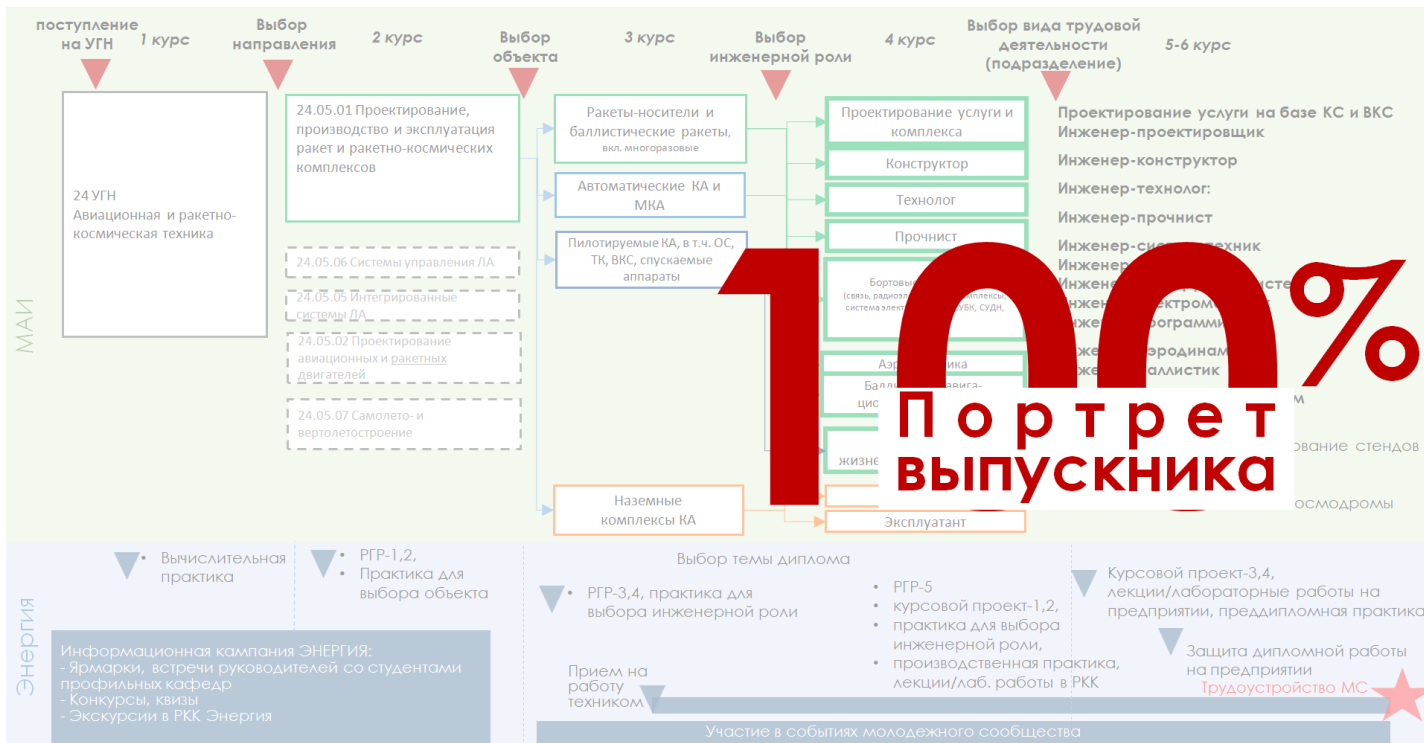 поступление
на УГН
1 курс
Выбор
направления
2 курс
Выбор
объекта
3 курс
Выбор
инженерной роли
4 курс
Выбор вида трудовой
деятельности
(подразделение)
5-6 курс
МАИ
24 УГН
Авиационная и ракетно-
космическая техника
24.05.01 Проектирование,
производство и эксплуатация
ракет и ракетно-космических
комплексов
24.05.06 Системы управления ЛА
24.05.05 Интегрированные
системы ЛА
24.05.02 Проектирование
авиационных и ракетных
двигателей
24.05.07 Самолето- и
вертолетостроение
Ракеты-носители и
баллистические ракеты,
вкл. многоразовые
Автоматические КА и
МКА
Пилотируемые КА, в т.ч. ОС,
ТК, ВКС, спускаемые
аппараты
Наземные
комплексы КА
Проектирование услуги и
комплекса
Конструктор
Технолог
Прочнист
(связь,
СУДН,
Эксплуатант
Проектирование услуги на базе КС и ВКС
Инженер-проектировщик
Инженер-конструктор
Инженер-технолог:
Инженер-прочнист
стендов
100%
Портрет
выпускника
Энергия
• Вычислительная
практика
• РГР-1,2,
• Практика для
выбора объекта
Выбор темы диплома
• РГР-3,4, практика для
выбора инженерной роли
• РГР-5
• курсовой проект-1,2,
• практика для выбора
инженерной роли,
• производственная практика,
лекции/лаб. работы в РКК
Курсовой проект-3,4,
лекции/лабораторные работы на
предприятии, преддипломная практика
Защита дипломной работы
на предприятии
Трудоустройство МС
Информационная кампания ЭНЕРГИЯ:
- Ярмарки, встречи руководителей со студентами
профильных кафедр
- Конкурсы, квизы
- Экскурсии в РКК Энергия
Прием на
работу
техником
Участие в событиях молодежного сообщества